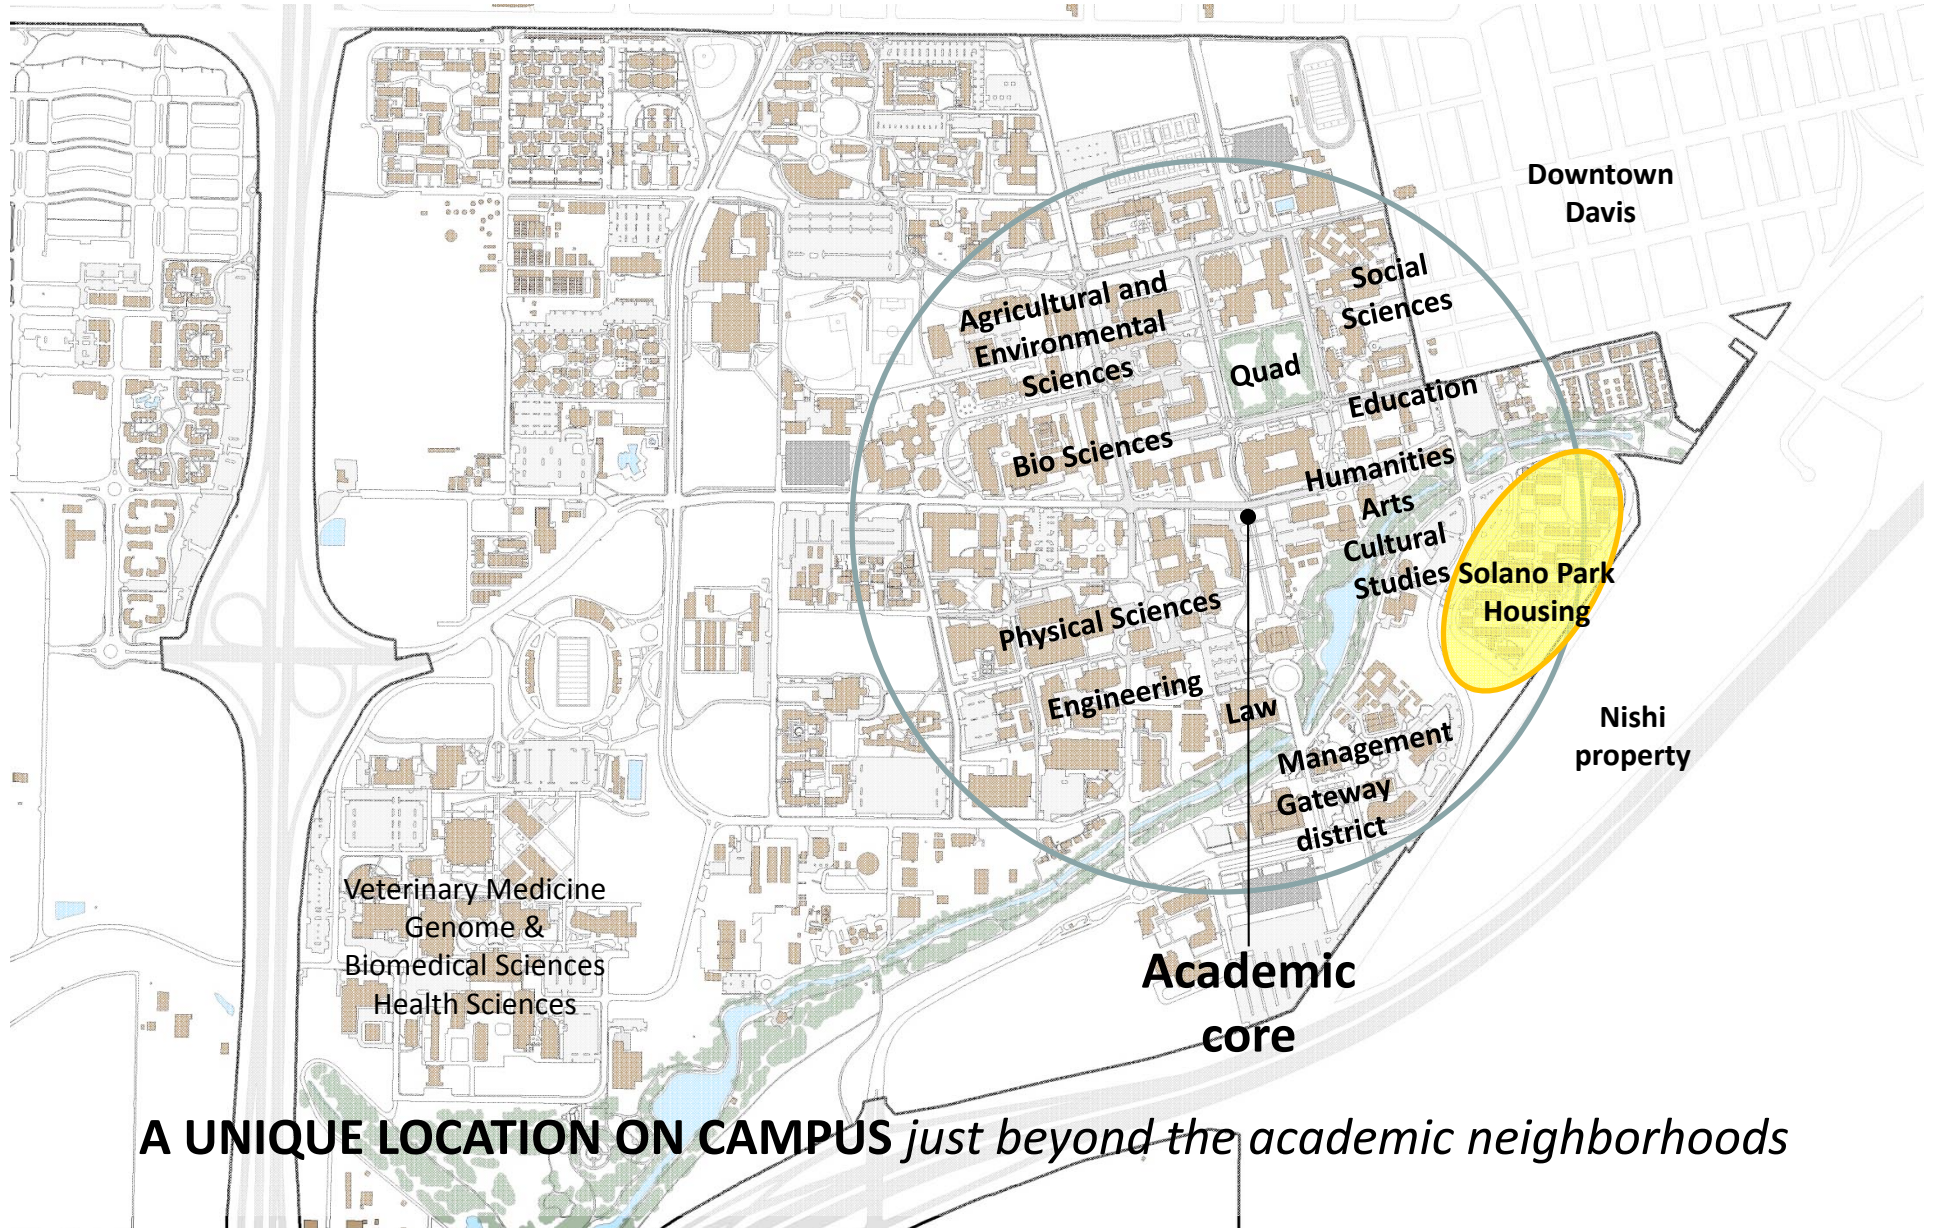 Downtown
Davis
Social
Sciences
Agricultural and
Environmental
Sciences
Quad
Education
Bio Sciences
Humanities
Arts
Cultural
Studies
Solano Park
Housing
Physical Sciences
Engineering
Law
Nishi
property
Management
Gateway
district
Veterinary Medicine
Genome &
Biomedical Sciences
Health Sciences
Academic
core
A UNIQUE LOCATION ON CAMPUS just beyond the academic neighborhoods